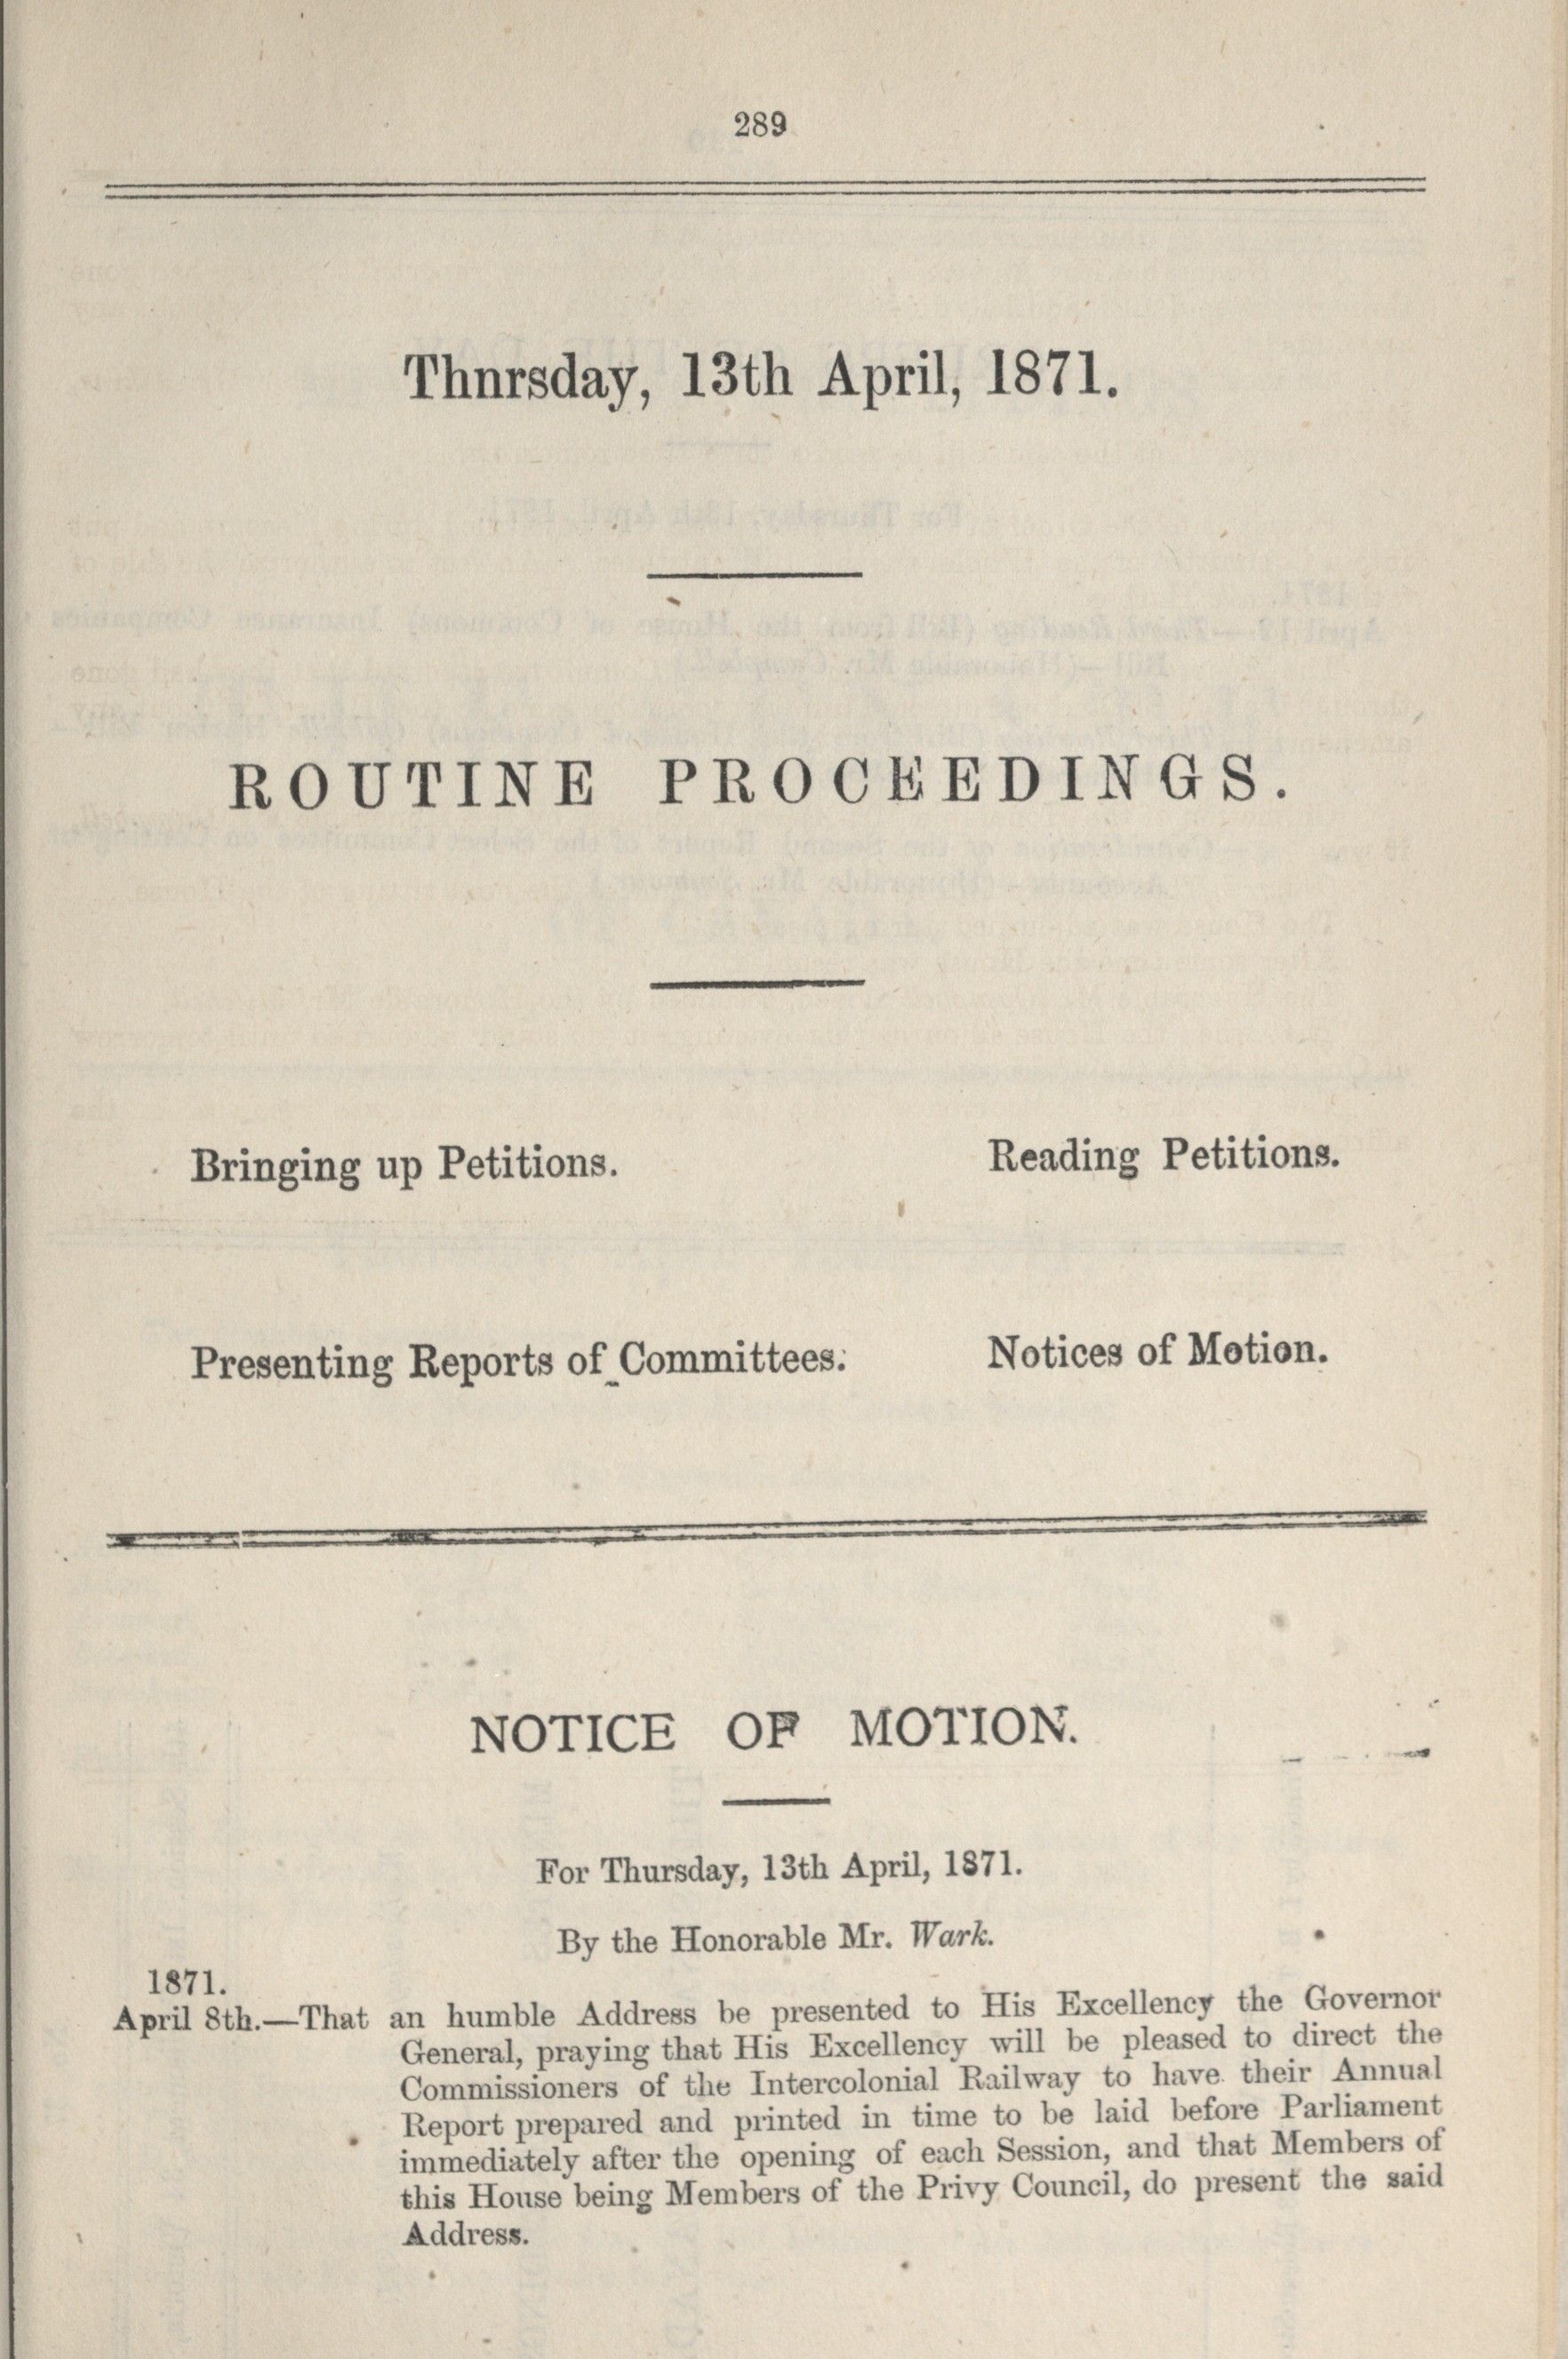 289
Thnrsday, 13th April, 1871.
ROUTINE PROCEEDINGS.
Bringing up Petitions. Reading Petitions.
Presenting Reports of Committees. Notices of Motion.
NOTICE OF MOTION.
For Thursday, 13th April, 1871.
By the Honorable Mr. Wark.
1871.
April 8th.—That an humble Address be presented to His Excellency the Governor
General, praying that His Excellency will be pleased to direct the
Commissioners of the Intercolonial Railway to have their Annual
Report prepared and printed in time to be laid before Parliament
immediately after the opening of each Session, and that Members of
this House being Members of the Privy Council, do present the said
Address.